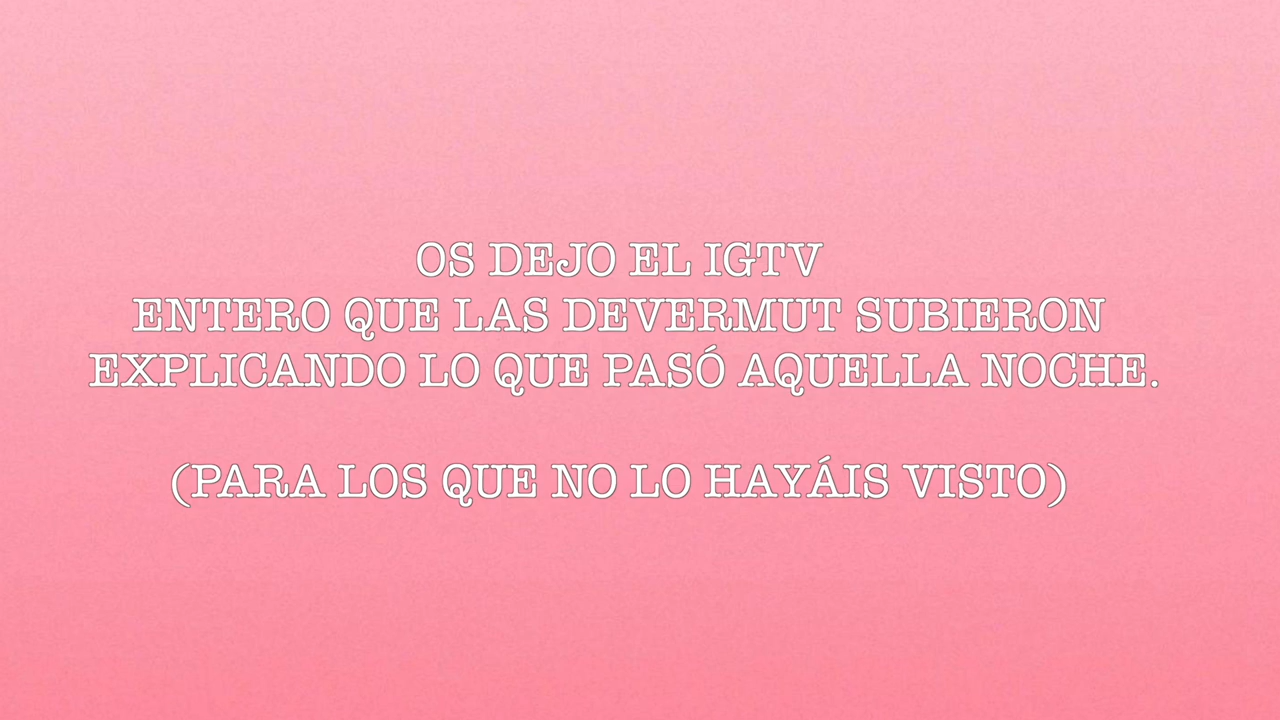 OS DEJO EL IGTV
ENTERO QUE LAS DEVERMUT SUBIERON
EXPLICANDO LO QUE PASÓ AQUELLA NOCHE.
(PARA LOS QUE NO LO HAYÁIS VISTO)